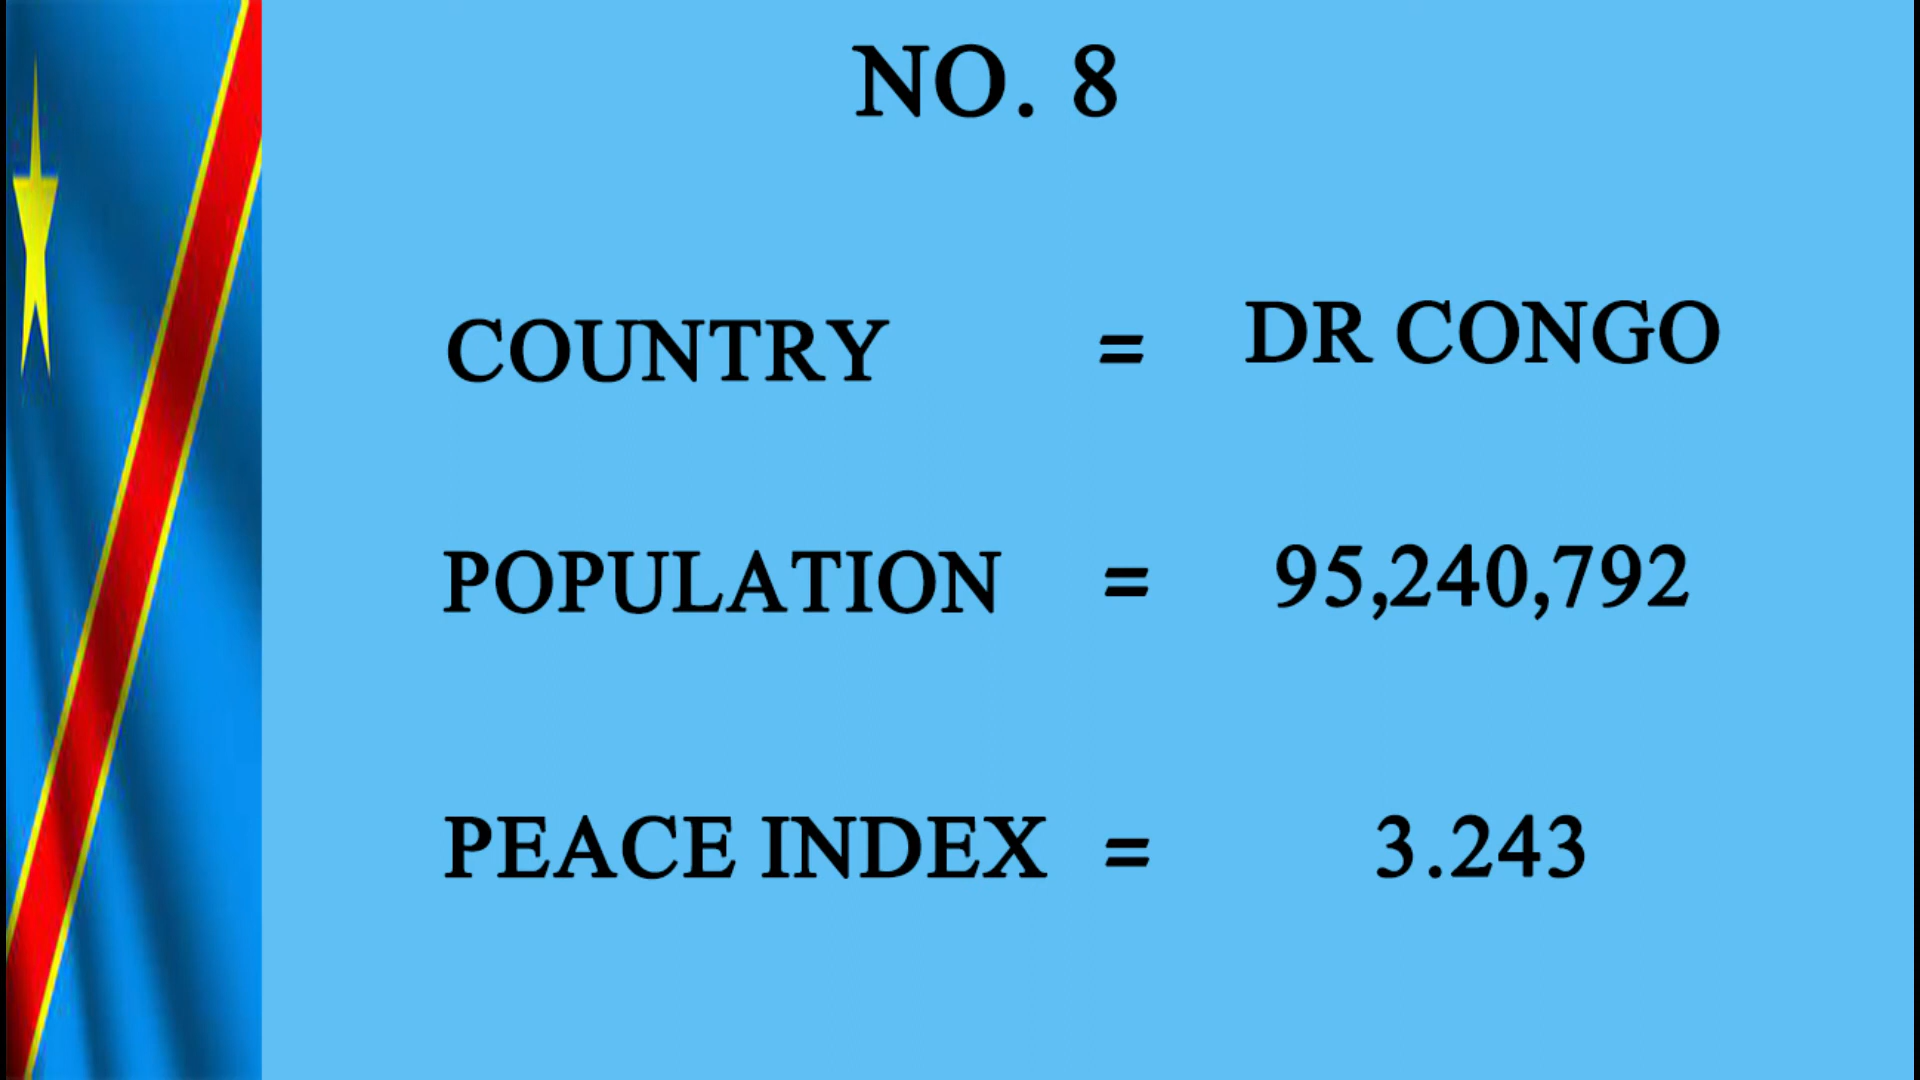 NO. 8
COUNTRY = DR CONGO
POPULATION = 95,240,792
PEACE INDEX = 3.243